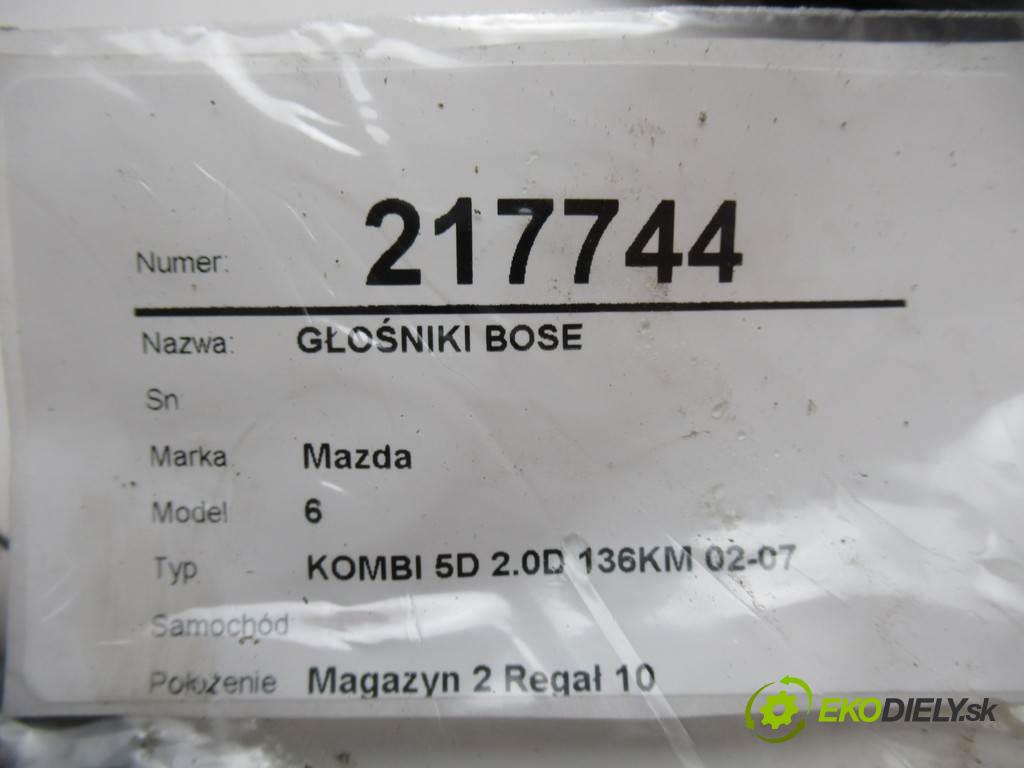 Numer: 217744
Nazwa: GŁOŚNIKI BOSE
Sn
Marka Mazda
Model 6
Typ KOMBI 5D 2.0D 136KM 02-07
Samochód
Położenie Magazyn 2 Regał 10
EKODIELY.sk